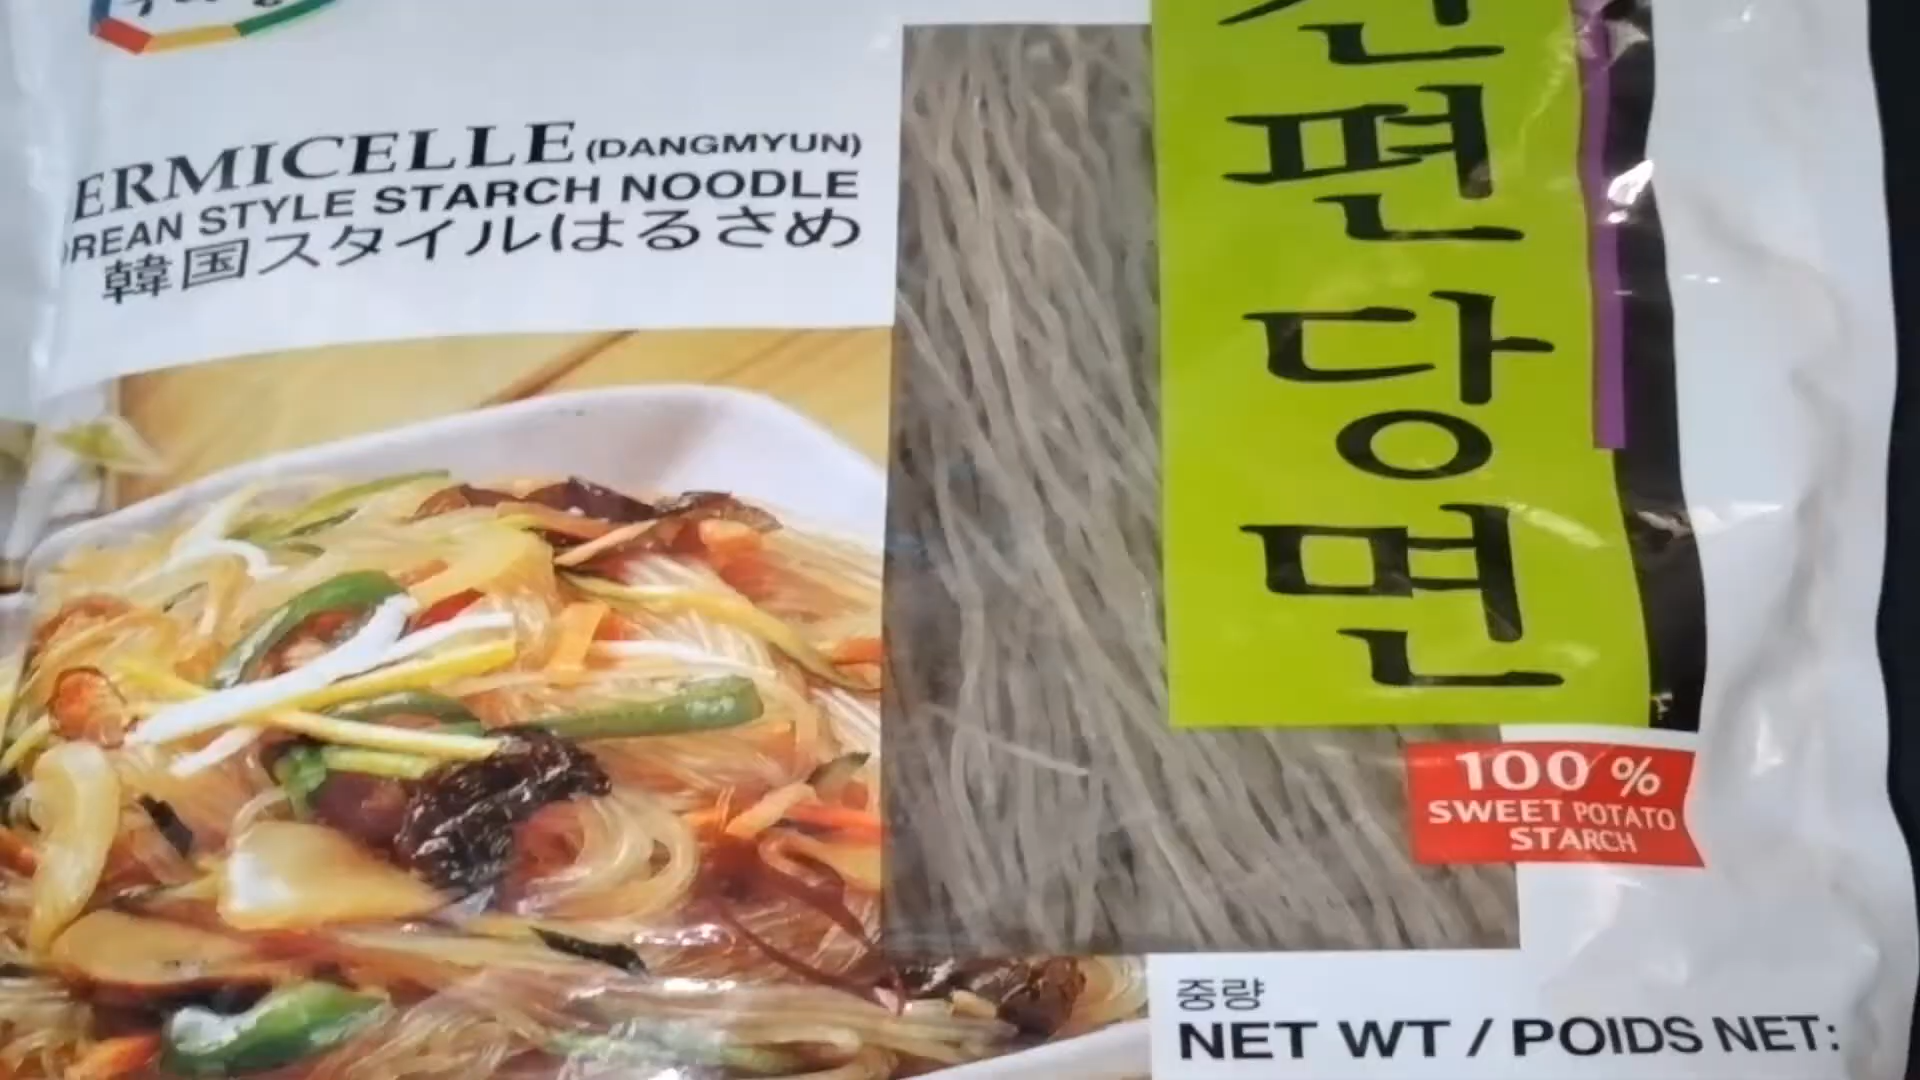 ERMICELLE (DANGMYUN)
REAN STYLE STARCH NOODLE
韓国スタイルはるさめ
편당면
100 %
SWEET POTATO
STARCH
중량
NET WT / POIDS NET: